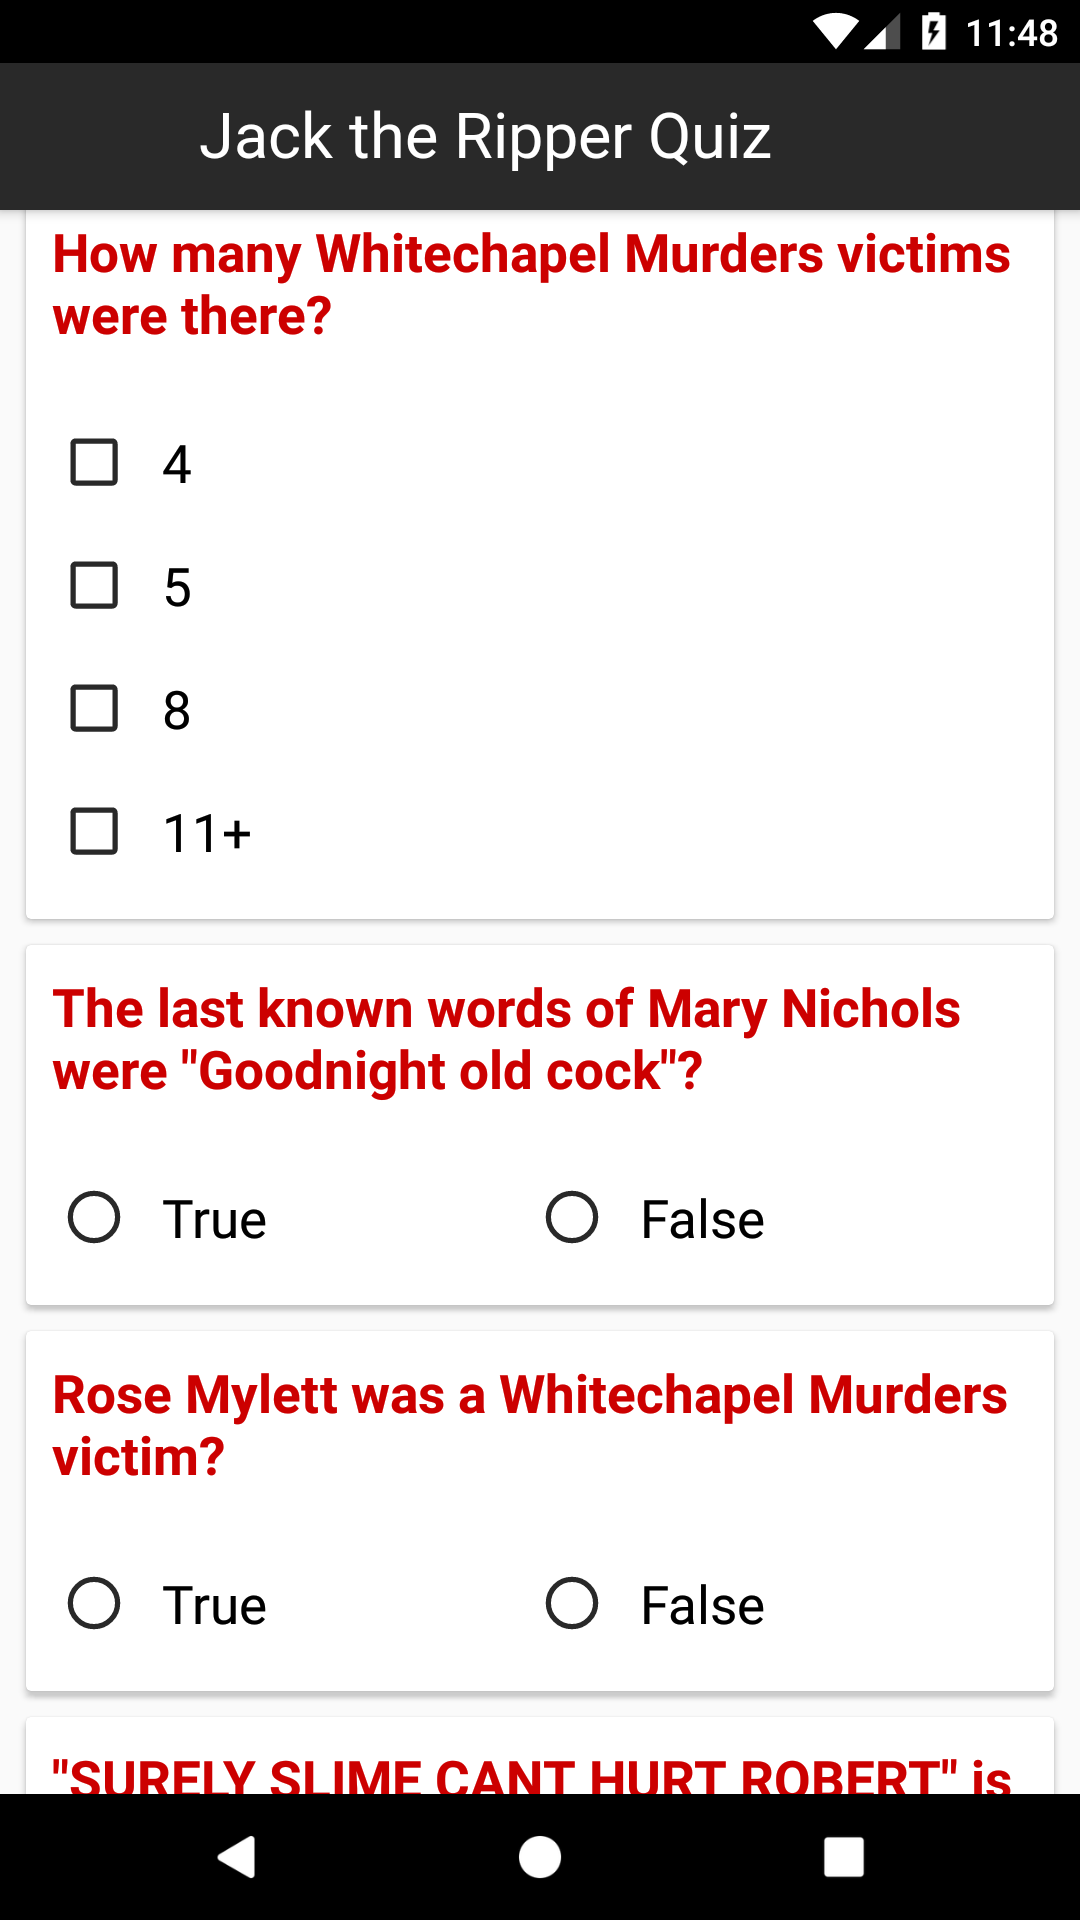 11:48
Jack the Ripper Quiz
How many Whitechapel Murders victims
were there?
4
5
8
11+
The last known words of Mary Nichols
were "Goodnight old cock"?
True
False
Rose Mylett was a Whitechapel Murders
victim?
True
False
"SURELY SLIME CANT HURT ROBERT" is